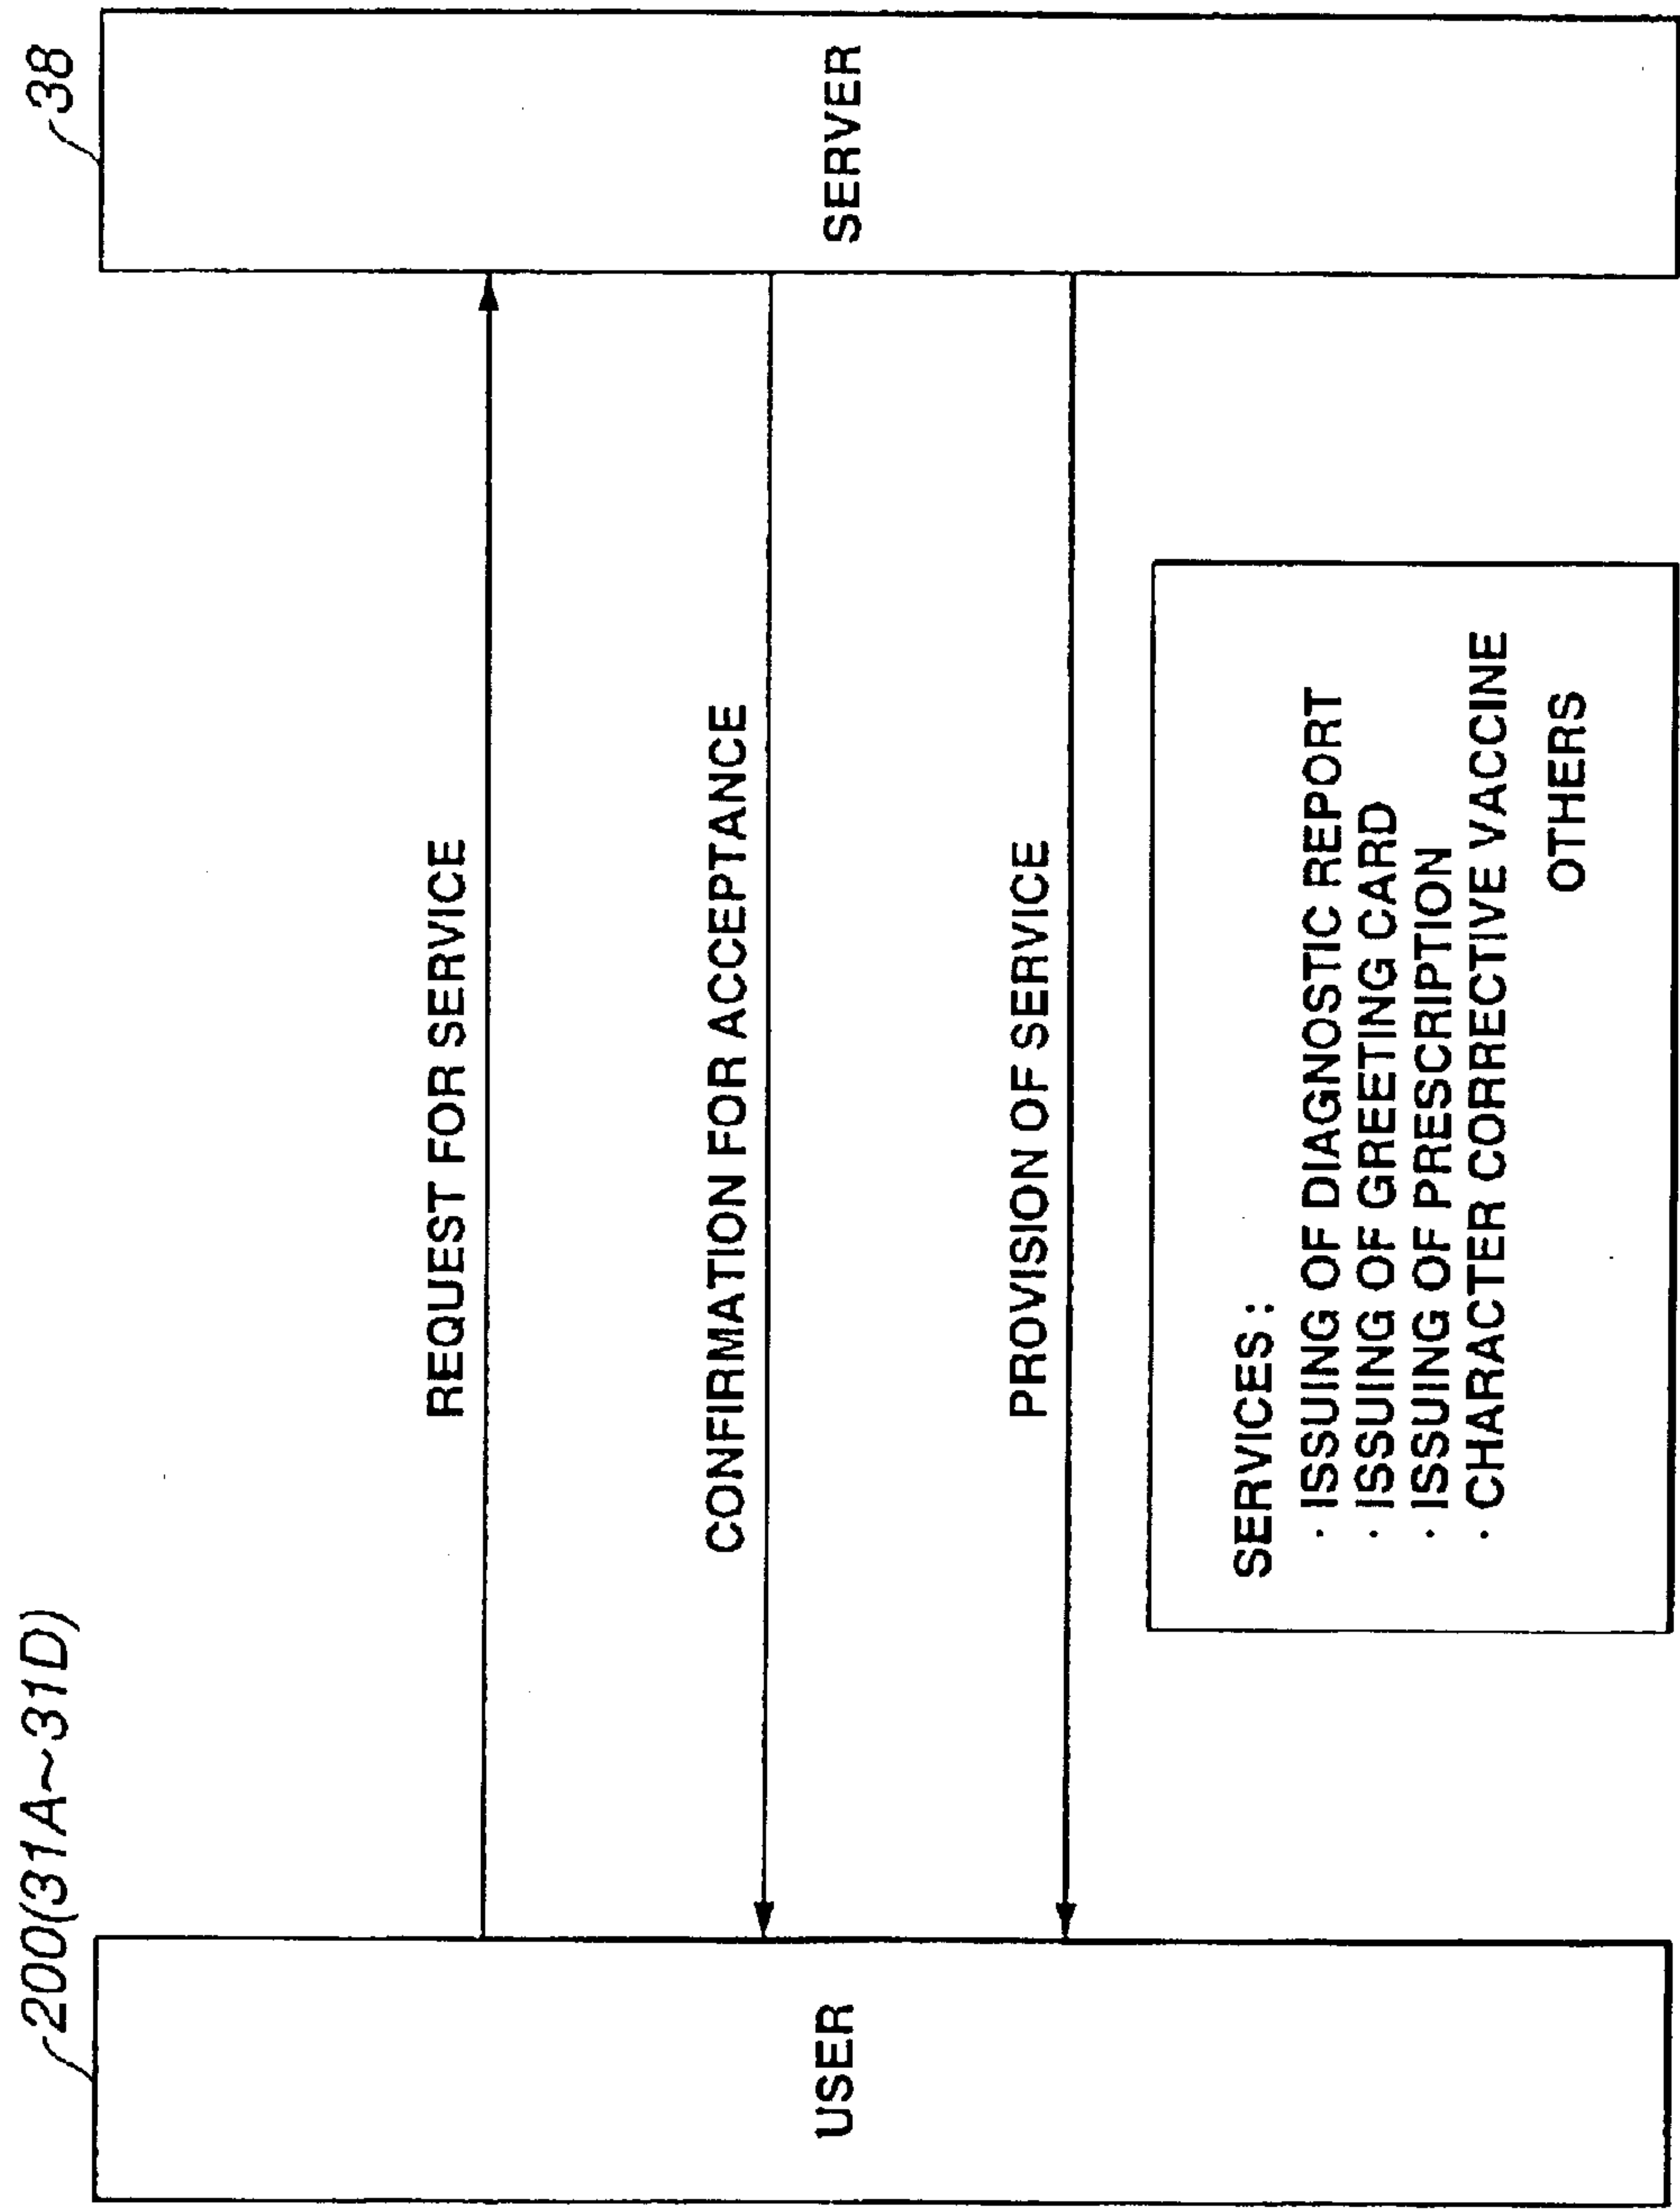 200(31A~31D)
38
USER
SERVER
REQUEST FOR SERVICE
CONFIRMATION FOR ACCEPTANCE
PROVISION OF SERVICE
SERVICES :
· ISSUING OF DIAGNOSTIC REPORT
· ISSUING OF GREETING CARD
· ISSUING OF PRESCRIPTION
· CHARACTER CORRECTIVE VACCINE
OTHERS